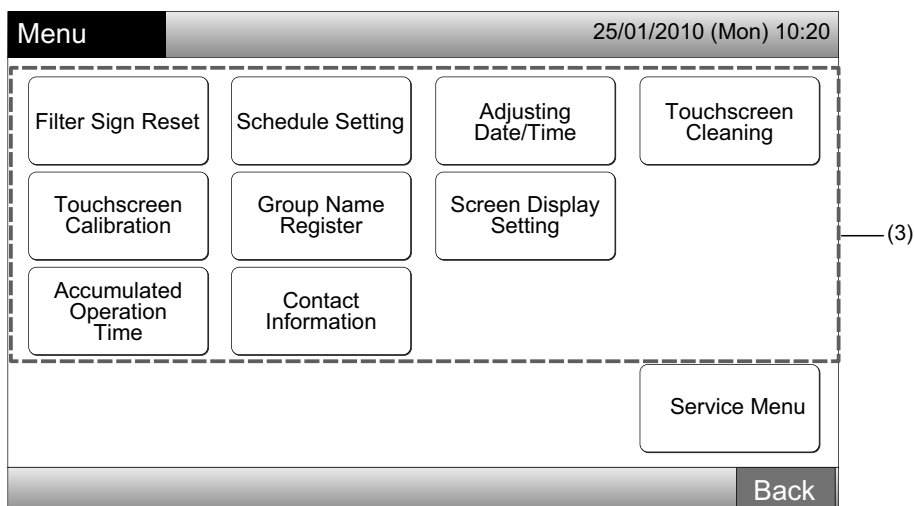 Menu
25/01/2010 (Mon) 10:20
Filter Sign Reset
Schedule Setting
Adjusting
Date/Time
Touchscreen
Cleaning
Touchscreen
Calibration
Group Name
Register
Screen Display
Setting
(3)
Accumulated
Operation
Time
Contact
Information
Service Menu
Back